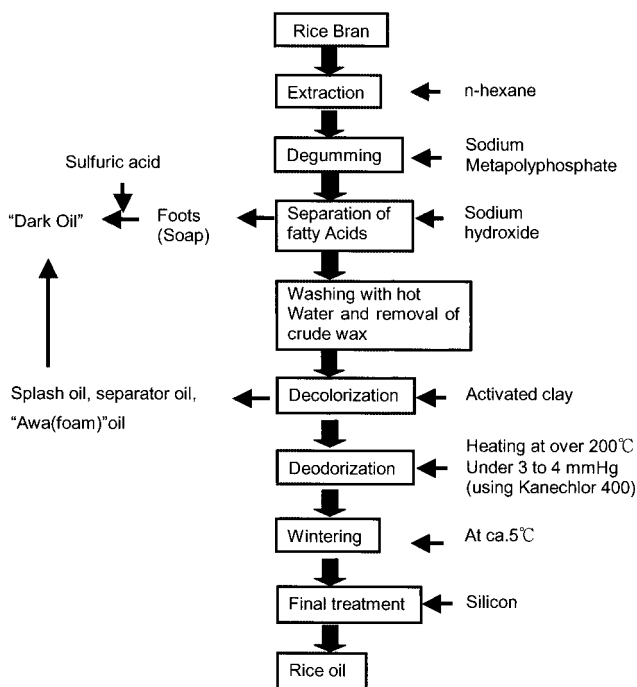 Rice Bran
Extraction
n-hexane
Degumming
Sodium
Metapolyphosphate
Sulfuric acid
"Dark Oil"
Foots
(Soap)
Separation of
fatty Acids
Sodium
hydroxide
Washing with hot
Water and removal of
crude wax
Splash oil, separator oil,
"Awa(foam)"oil
Decolorization
Activated clay
Deodorization
Heating at over 200℃
Under 3 to 4 mmHg
(using Kanechlor 400)
Wintering
At ca.5℃
Final treatment
Silicon
Rice oil